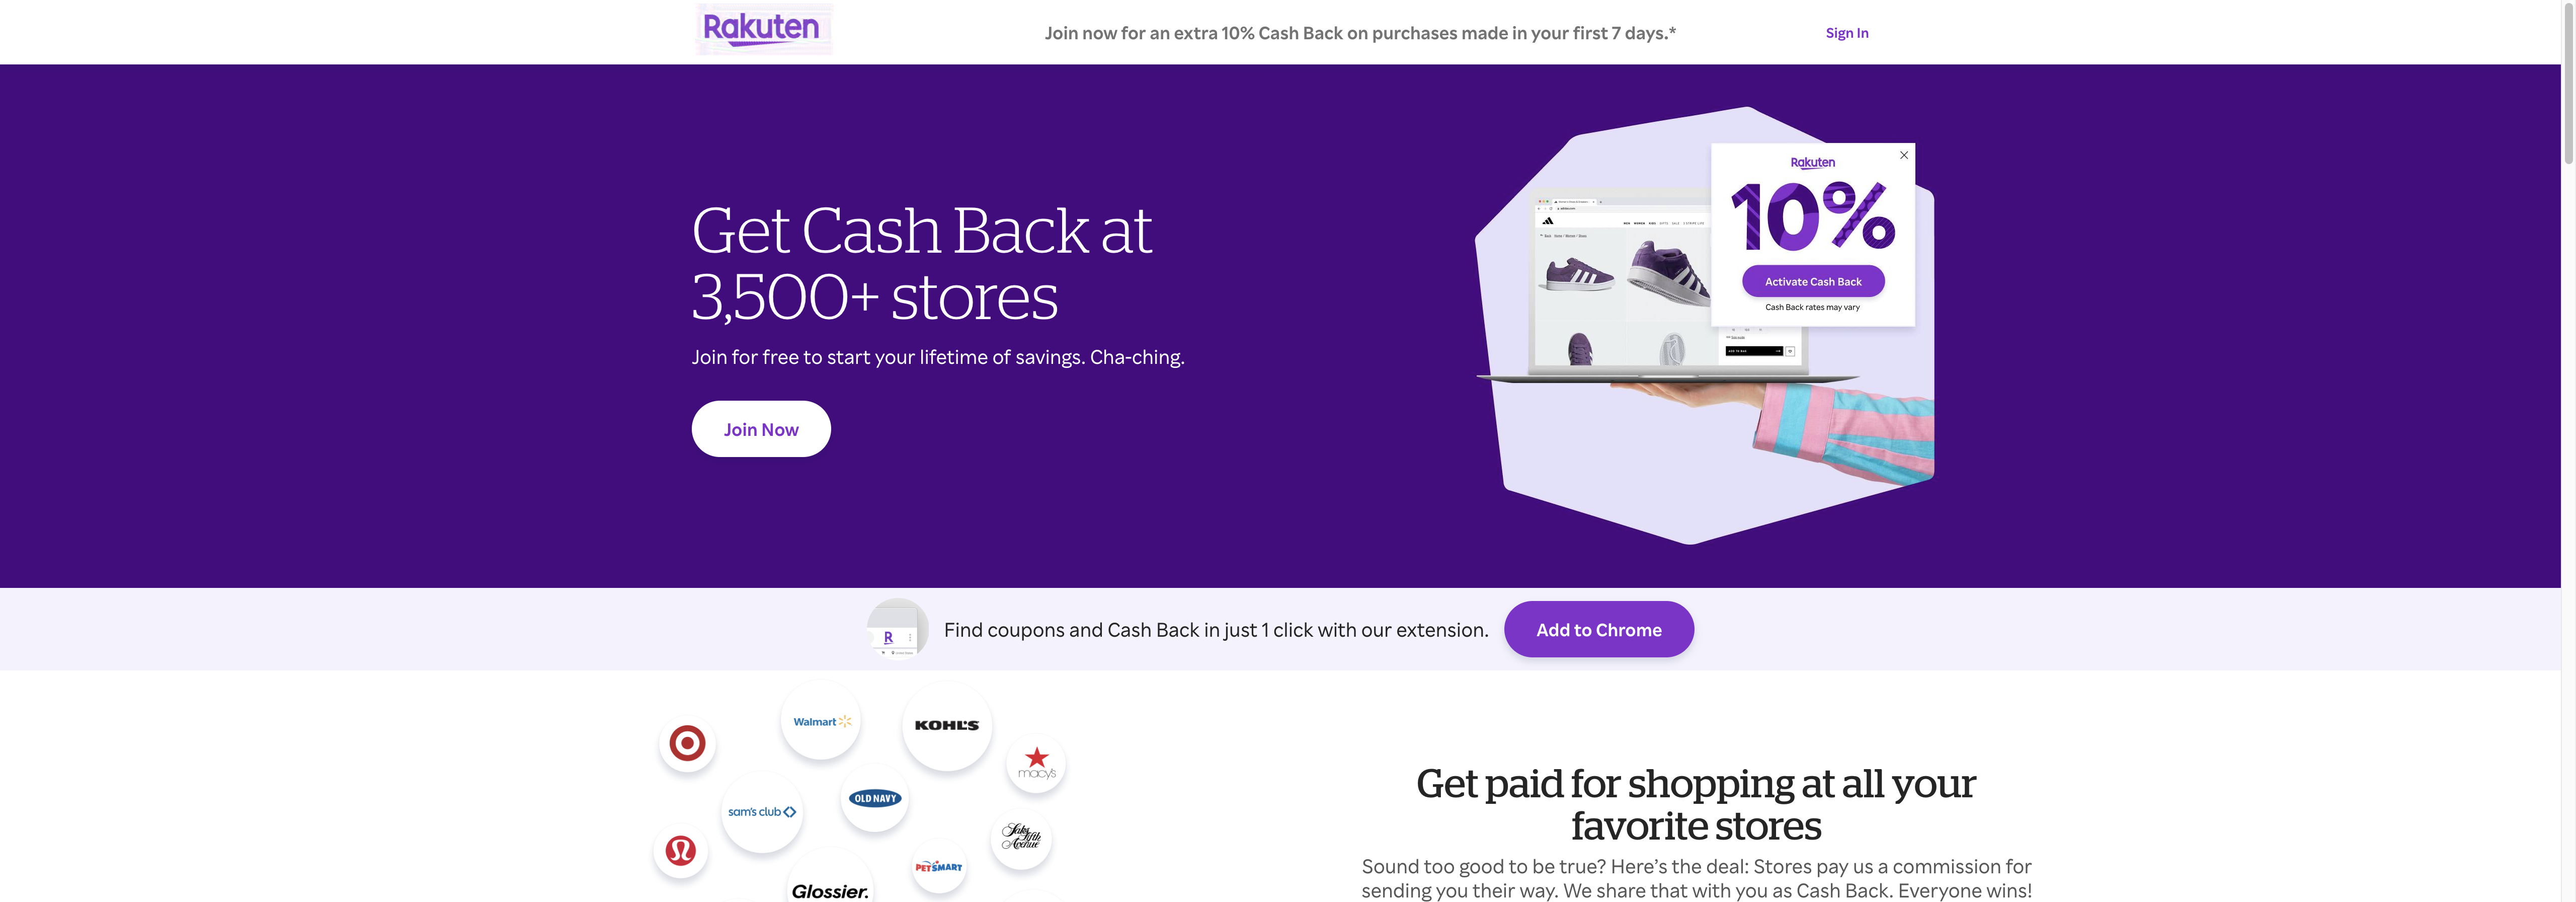 Rakuten
Join now for an extra 10% Cash Back on purchases made in your first 7 days.*
Sign In
Get Cash Back at
3,500+ stores
Join for free to start your lifetime of savings. Cha-ching.
Join Now
Rakuten
10%
Activate Cash Back
Cash Back rates may vary
ADD TO BAG
R
Find coupons and Cash Back in just 1 click with our extension.
Add to Chrome
Walmart
KOHL'S
macy's
sam's club
OLD NAVY
Saks Fifth Avenue
PETSMART
Glossier.
Get paid for shopping at all your
favorite stores
Sound too good to be true? Here’s the deal: Stores pay us a commission for
sending you their way. We share that with you as Cash Back. Everyone wins!